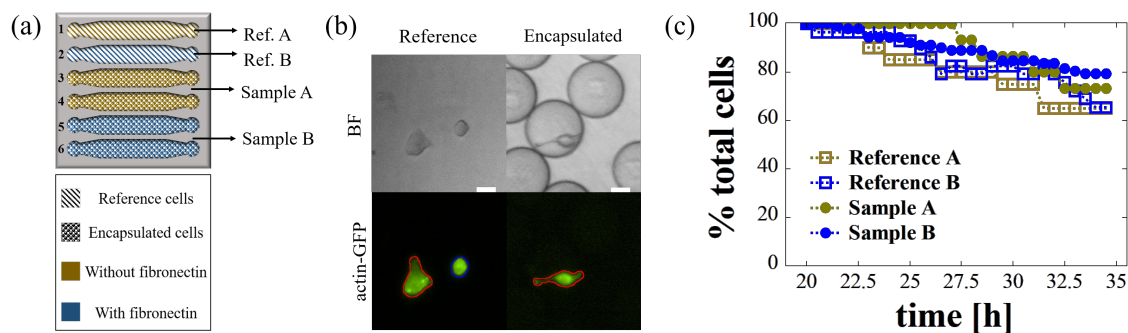 (a)
1
2
3
4
5
6
Ref. A
Ref. B
Sample A
Sample B
Reference cells
Encapsulated cells
Without fibronectin
With fibronectin
(b)
Reference Encapsulated
BF
actin-GFP
(c)
% total cells
100
80
60
40
20
0
Reference A
Reference B
Sample A
Sample B
20 22.5 25 27.5 30 32.5 35
time [h]